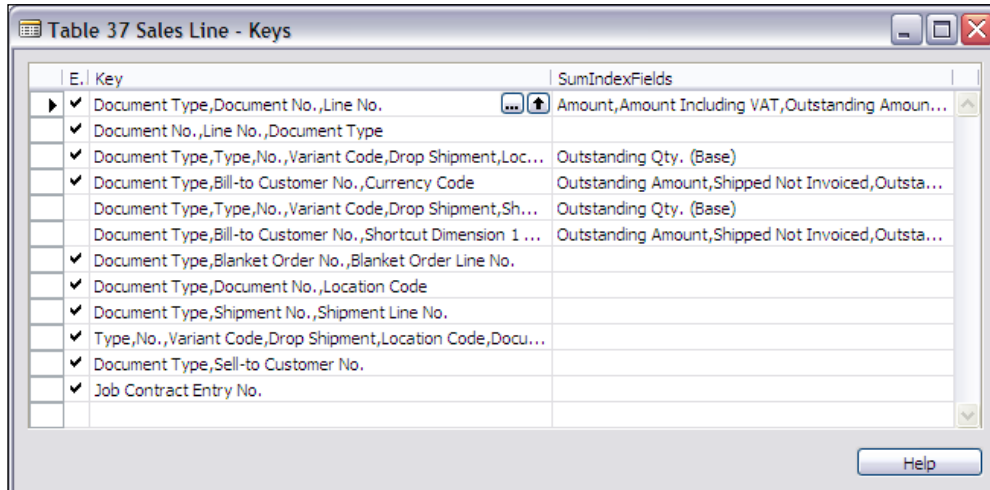 Table 37 Sales Line - Keys
E. Key SumIndexFields
Document Type,Document No.,Line No. ... Amount,Amount Including VAT,Outstanding Amoun...
Document No.,Line No.,Document Type
Document Type,Type,No.,Variant Code,Drop Shipment,Loc... Outstanding Qty. (Base)
Document Type,Bill-to Customer No.,Currency Code Outstanding Amount,Shipped Not Invoiced,Outsta...
Document Type,Type,No.,Variant Code,Drop Shipment,Sh... Outstanding Qty. (Base)
Document Type,Bill-to Customer No.,Shortcut Dimension 1 ... Outstanding Amount,Shipped Not Invoiced,Outsta...
Document Type,Blanket Order No.,Blanket Order Line No.
Document Type,Document No.,Location Code
Document Type,Shipment No.,Shipment Line No.
Type,No.,Variant Code,Drop Shipment,Location Code,Docu...
Document Type,Sell-to Customer No.
Job Contract Entry No.
Help